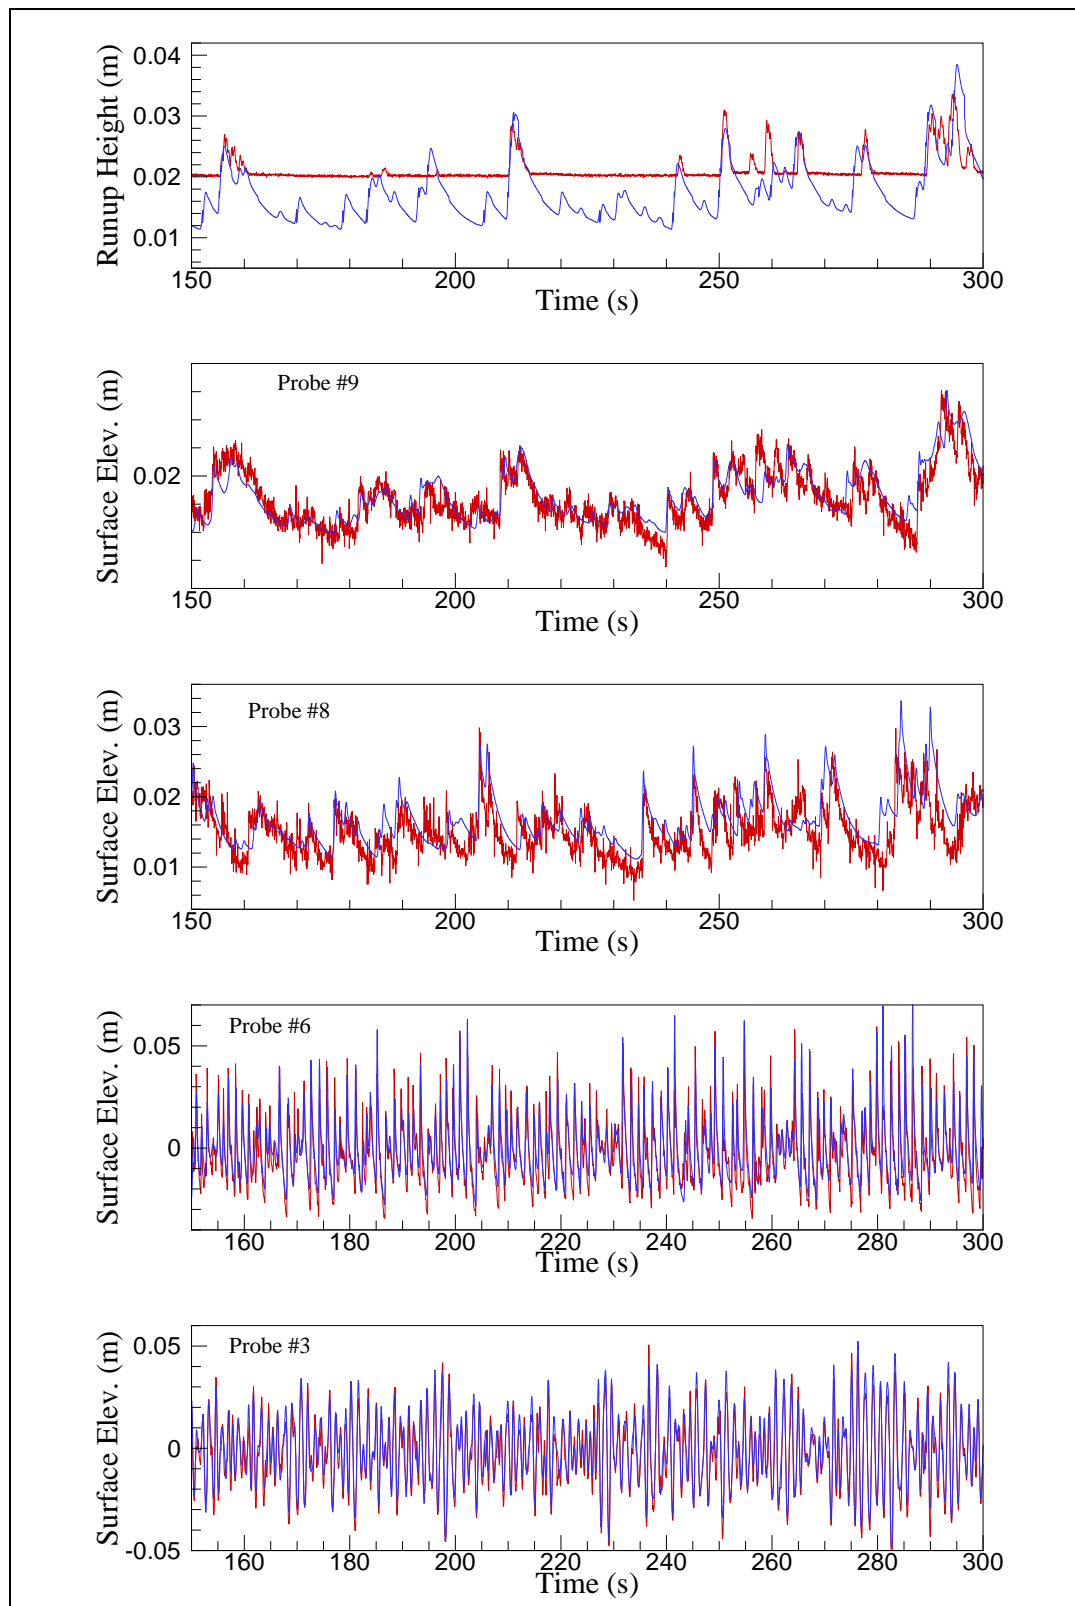 0.04
0.03
0.02
0.01
Runup Height (m)
150 200 250 300
Time (s)
Probe #9
0.02
Surface Elev. (m)
150 200 250 300
Time (s)
Probe #8
0.03
0.02
0.01
Surface Elev. (m)
150 200 250 300
Time (s)
Probe #6
0.05
0
Surface Elev. (m)
160 180 200 220 240 260 280 300
Time (s)
Probe #3
0.05
0
-0.05
Surface Elev. (m)
160 180 200 220 240 260 280 300
Time (s)